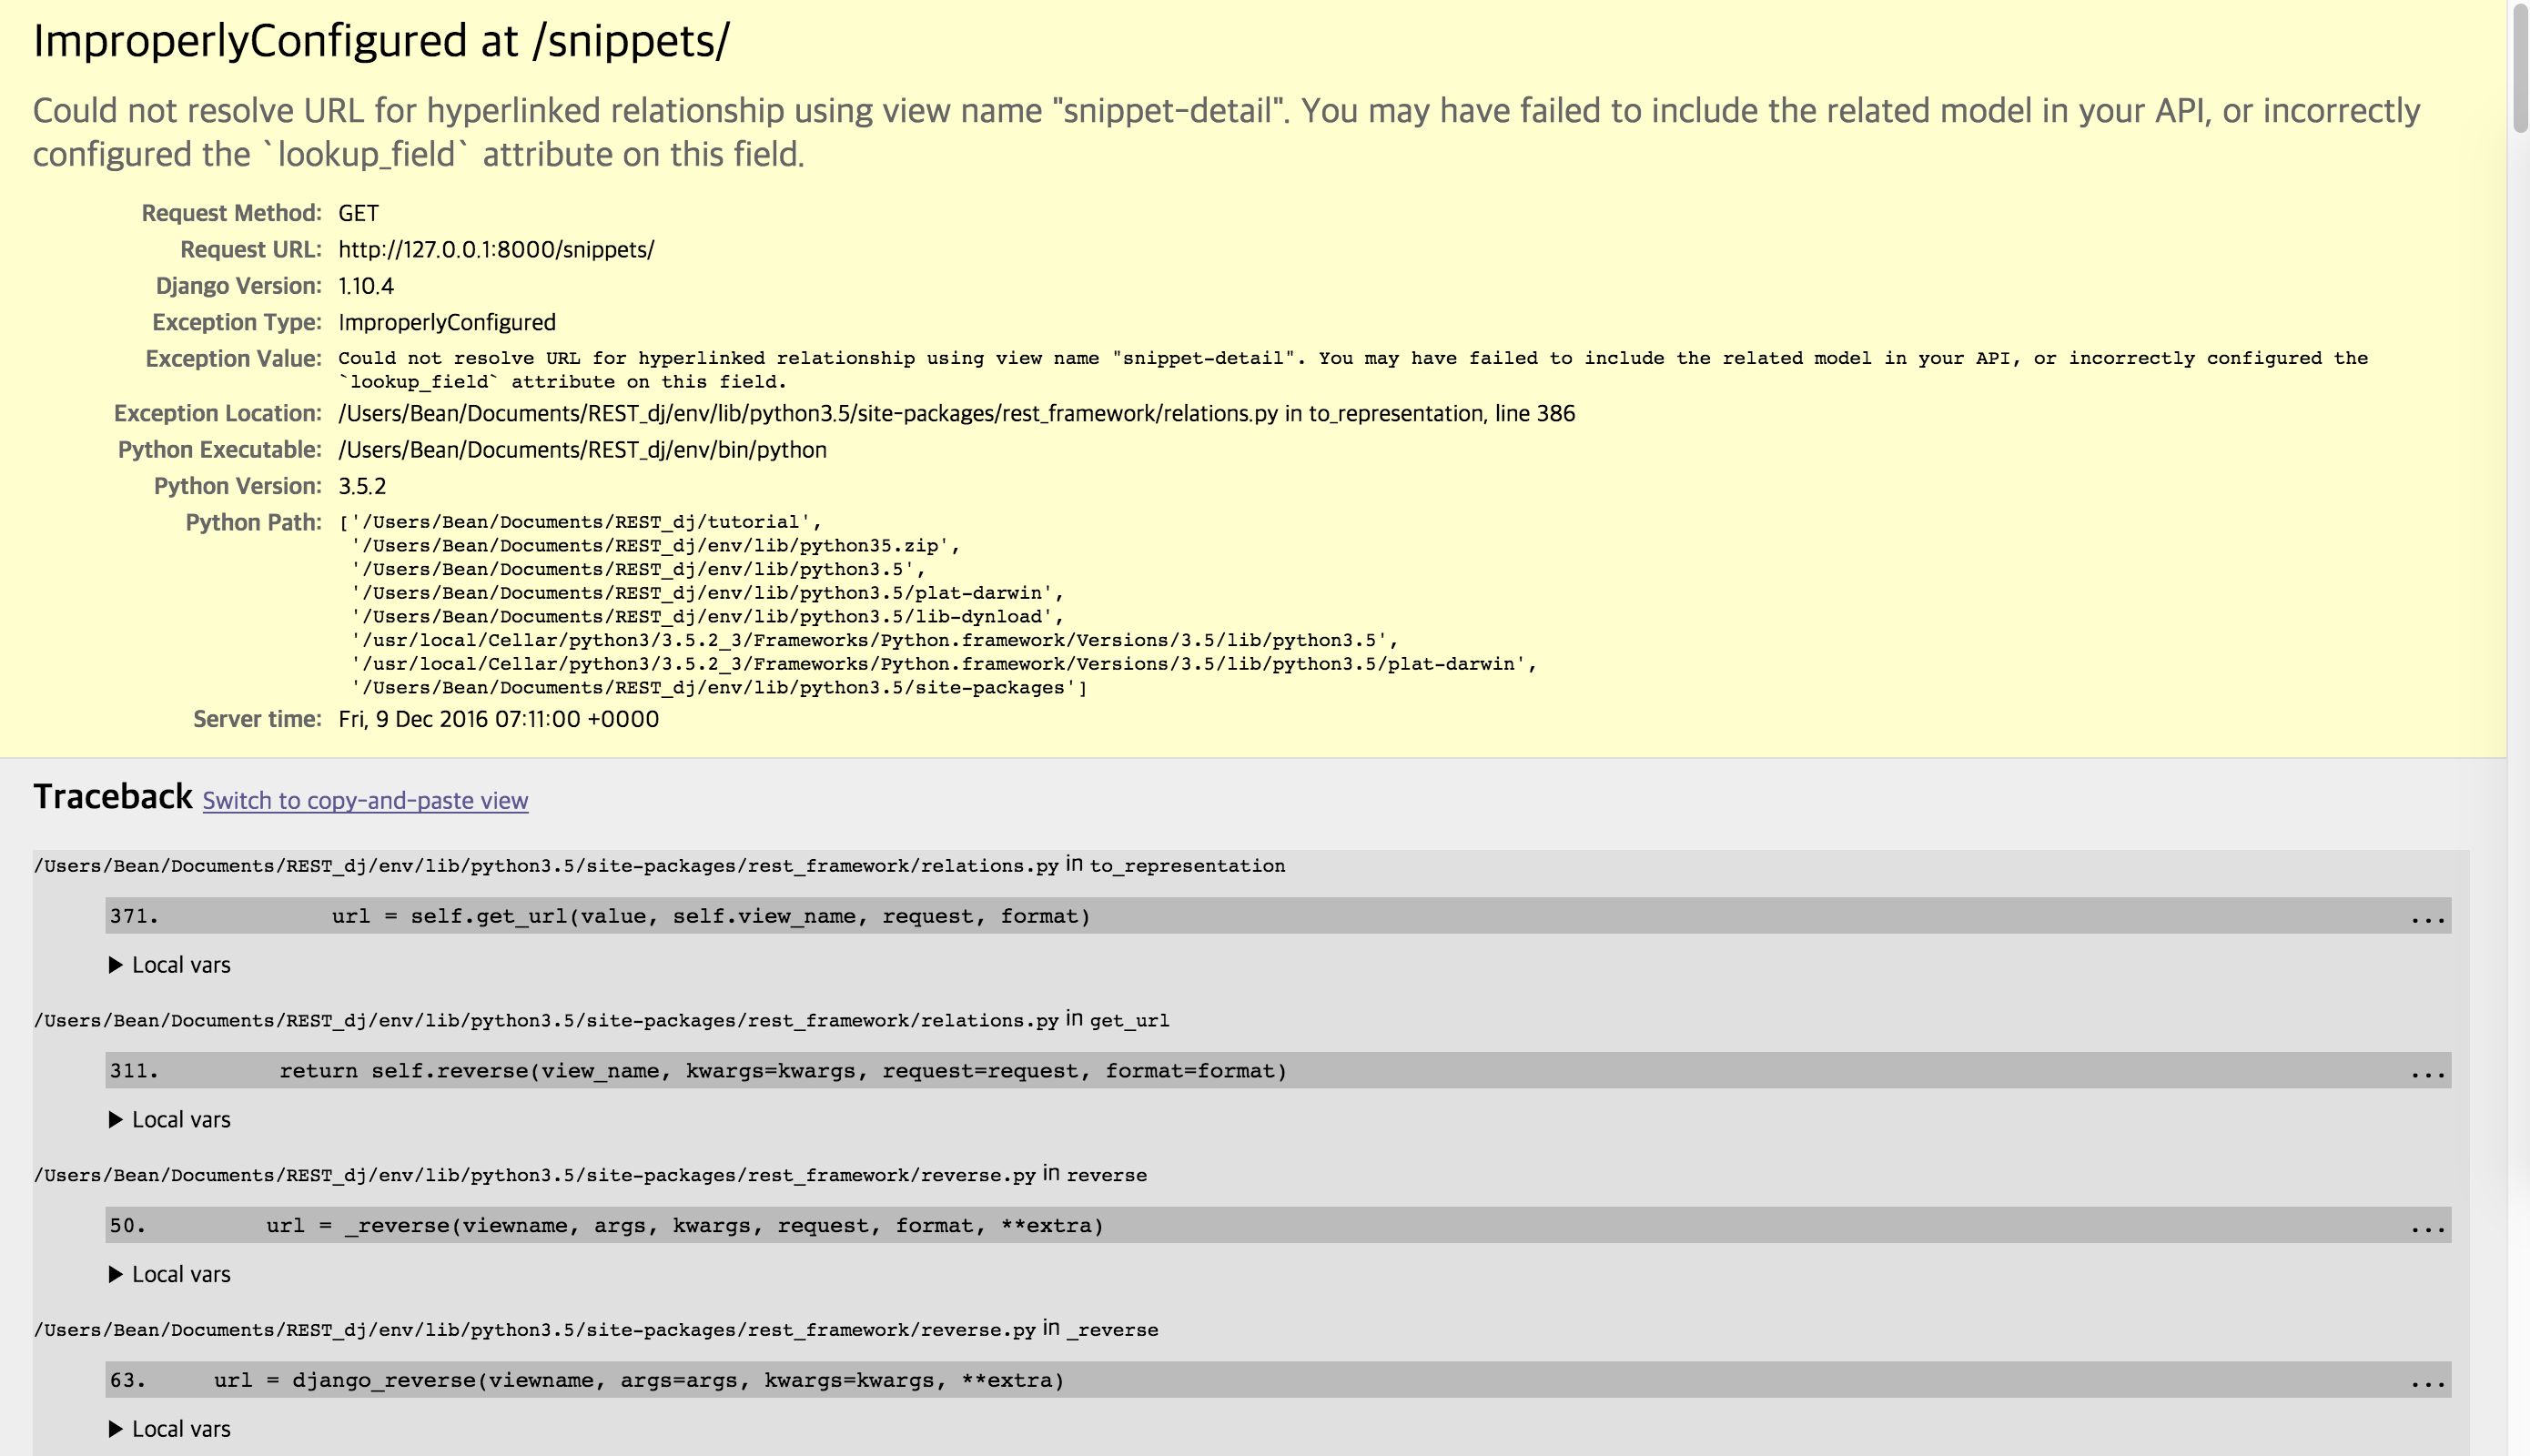 ImproperlyConfigured at /snippets/
Could not resolve URL for hyperlinked relationship using view name "snippet-detail". You may have failed to include the related model in your API, or incorrectly
configured the `lookup_field` attribute on this field.
Request Method: GET
Request URL: http://127.0.0.1:8000/snippets/
Django Version: 1.10.4
Exception Type: ImproperlyConfigured
Exception Value: Could not resolve URL for hyperlinked relationship using view name "snippet-detail". You may have failed to include the related model in your API, or incorrectly configured the
`lookup_field` attribute on this field.
Exception Location: /Users/Bean/Documents/REST_dj/env/lib/python3.5/site-packages/rest_framework/relations.py in to_representation, line 386
Python Executable: /Users/Bean/Documents/REST_dj/env/bin/python
Python Version: 3.5.2
Python Path: ['/Users/Bean/Documents/REST_dj/tutorial',
'/Users/Bean/Documents/REST_dj/env/lib/python35.zip',
'/Users/Bean/Documents/REST_dj/env/lib/python3.5',
'/Users/Bean/Documents/REST_dj/env/lib/python3.5/plat-darwin',
'/Users/Bean/Documents/REST_dj/env/lib/python3.5/lib-dynload',
'/usr/local/Cellar/python3/3.5.2_3/Frameworks/Python.framework/Versions/3.5/lib/python3.5',
'/usr/local/Cellar/python3/3.5.2_3/Frameworks/Python.framework/Versions/3.5/lib/python3.5/plat-darwin',
'/Users/Bean/Documents/REST_dj/env/lib/python3.5/site-packages']
Server time: Fri, 9 Dec 2016 07:11:00 +0000
Traceback Switch to copy-and-paste view
/Users/Bean/Documents/REST_dj/env/lib/python3.5/site-packages/rest_framework/relations.py in to_representation
371. url = self.get_url(value, self.view_name, request, format) ...
▶ Local vars
/Users/Bean/Documents/REST_dj/env/lib/python3.5/site-packages/rest_framework/relations.py in get_url
311. return self.reverse(view_name, kwargs=kwargs, request=request, format=format) ...
▶ Local vars
/Users/Bean/Documents/REST_dj/env/lib/python3.5/site-packages/rest_framework/reverse.py in reverse
50. url = _reverse(viewname, args, kwargs, request, format, **extra) ...
▶ Local vars
/Users/Bean/Documents/REST_dj/env/lib/python3.5/site-packages/rest_framework/reverse.py in _reverse
63. url = django_reverse(viewname, args=args, kwargs=kwargs, **extra) ...
▶ Local vars